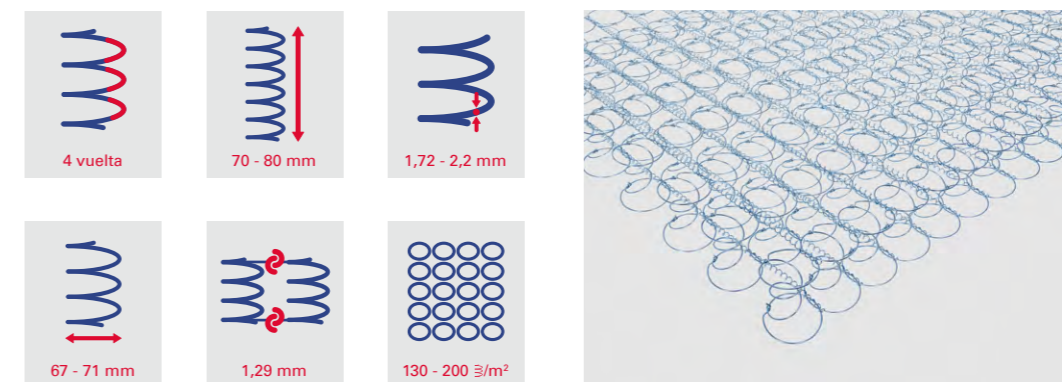 4 vuelta
70 - 80 mm
1,72 - 2,2 mm
67 - 71 mm
1,29 mm
130 - 200 /m²